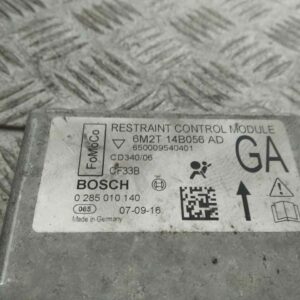 RESTRAINT CONTROL MODULE
FoMoCo
6M2T 14B056 AD
650009540401
CD340/06
CF33B
GA
BOSCH
0 285 010 140
065
07-09-16
Made in Germany